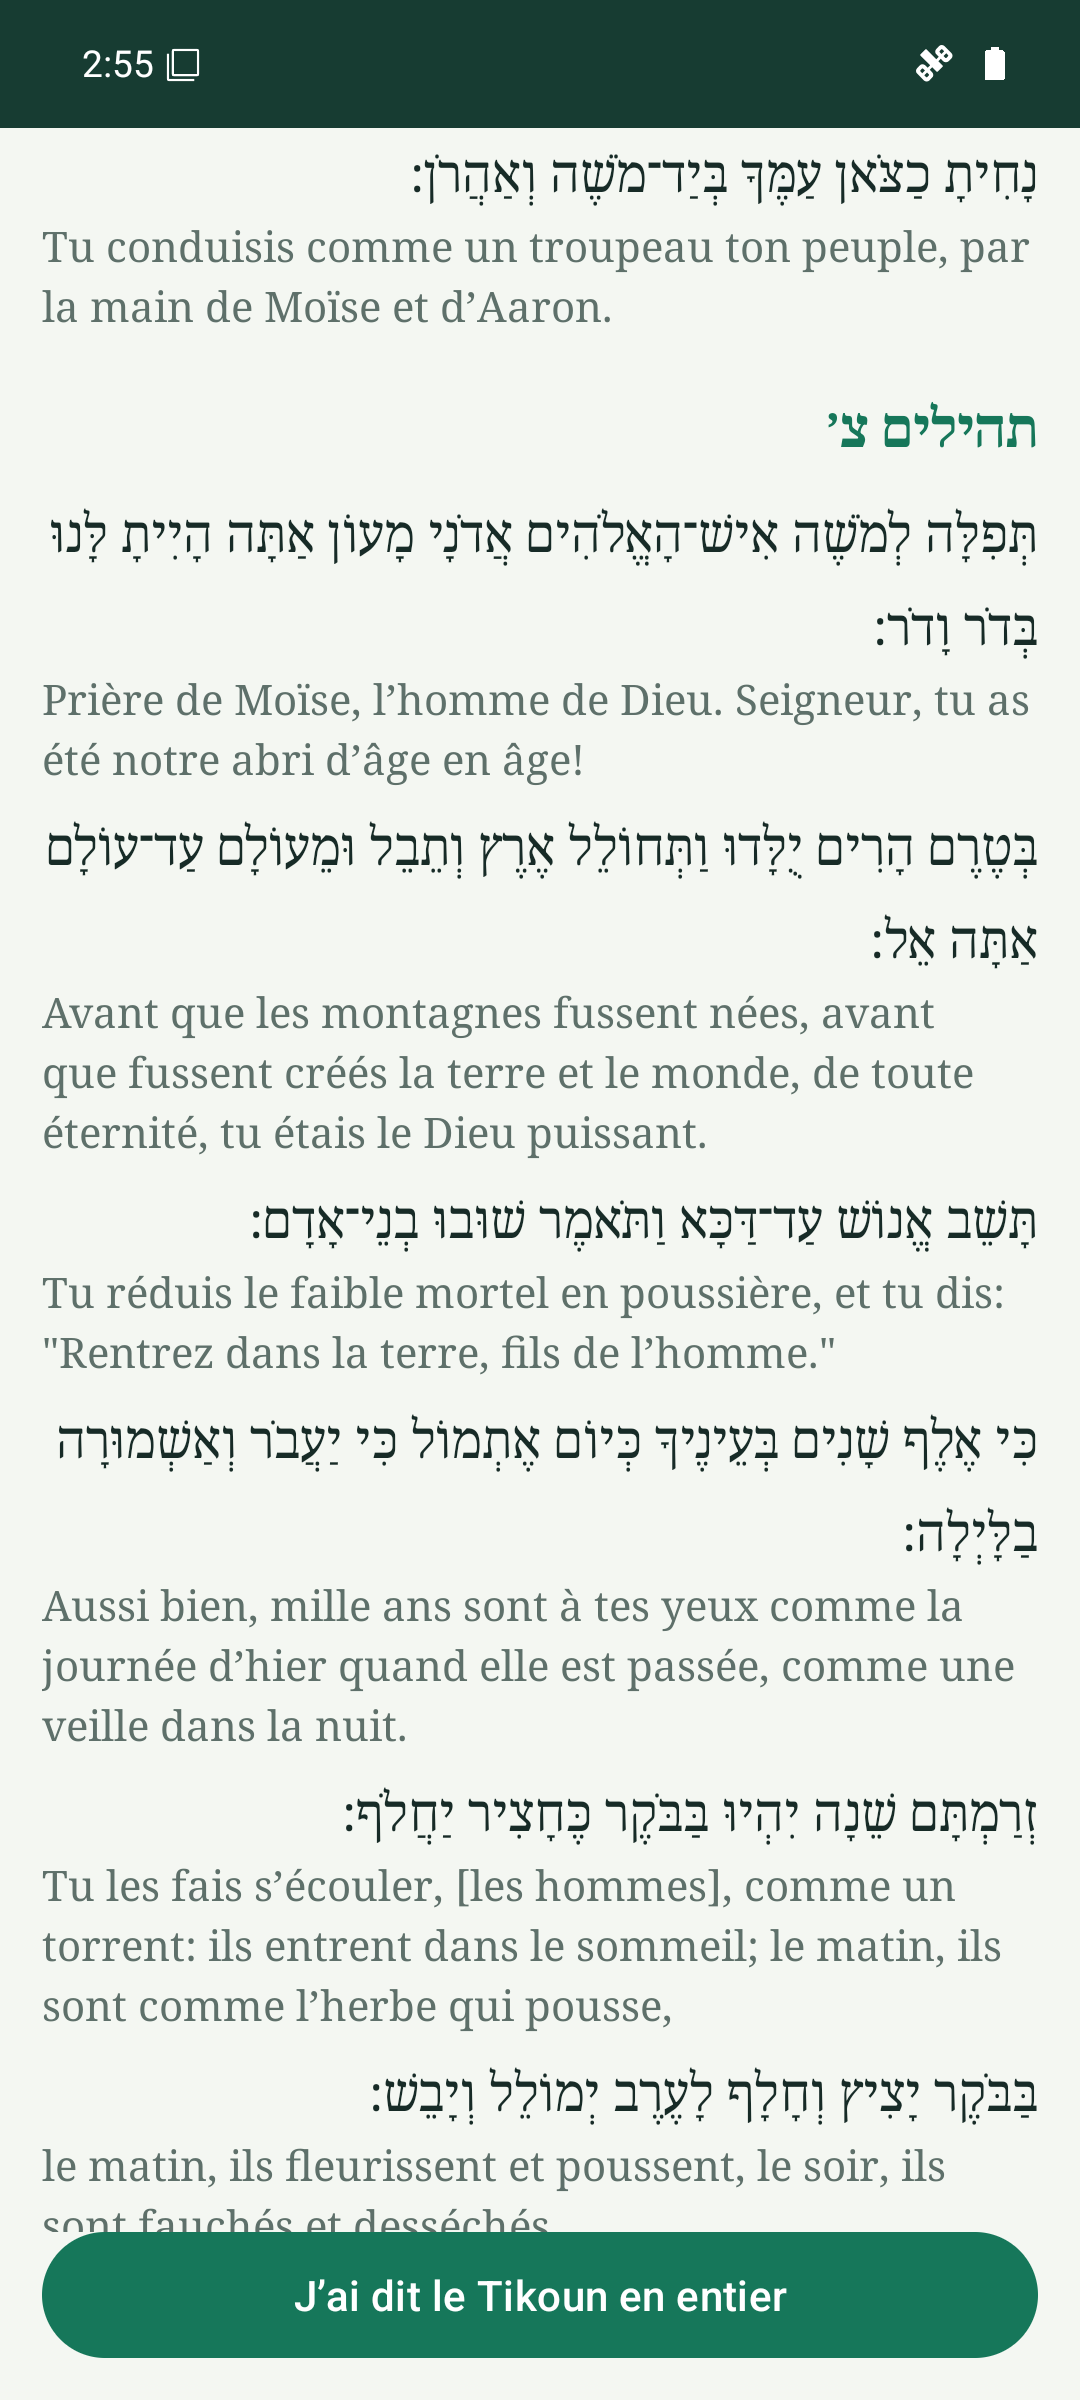 2:55
נָחִיתָ כַצֹּאן עַמֶּךָ בְּיַד־מֹשֶׁה וְאַהֲרֹן:
Tu conduisis comme un troupeau ton peuple, par
la main de Moïse et d’Aaron.
תהילים צ׳
תְּפִלָּה לְמֹשֶׁה אִישׁ־הָאֱלֹהִים אֲדֹנָי מָעוֹן אַתָּה הָיִיתָ לָּנוּ
בְּדֹר וָדֹר:
Prière de Moïse, l’homme de Dieu. Seigneur, tu as
été notre abri d’âge en âge!
בְּטֶרֶם הָרִים יֻלָּדוּ וַתְּחוֹלֵל אֶרֶץ וְתֵבֵל וּמֵעוֹלָם עַד־עוֹלָם
אַתָּה אֵל:
Avant que les montagnes fussent nées, avant
que fussent créés la terre et le monde, de toute
éternité, tu étais le Dieu puissant.
תָּשֵׁב אֱנוֹשׁ עַד־דַּכָּא וַתֹּאמֶר שׁוּבוּ בְנֵי־אָדָם:
Tu réduis le faible mortel en poussière, et tu dis:
"Rentrez dans la terre, fils de l’homme."
כִּי אֶלֶף שָׁנִים בְּעֵינֶיךָ כְּיוֹם אֶתְמוֹל כִּי יַעֲבֹר וְאַשְׁמוּרָה
בַלָּיְלָה:
Aussi bien, mille ans sont à tes yeux comme la
journée d’hier quand elle est passée, comme une
veille dans la nuit.
זְרַמְתָּם שֵׁנָה יִהְיוּ בַּבֹּקֶר כֶּחָצִיר יַחֲלֹף:
Tu les fais s’écouler, [les hommes], comme un
torrent: ils entrent dans le sommeil; le matin, ils
sont comme l’herbe qui pousse,
בַּבֹּקֶר יָצִיץ וְחָלָף לָעֶרֶב יְמוֹלֵל וְיָבֵשׁ:
le matin, ils fleurissent et poussent, le soir, ils
sont fauchés et desséchés
J’ai dit le Tikoun en entier